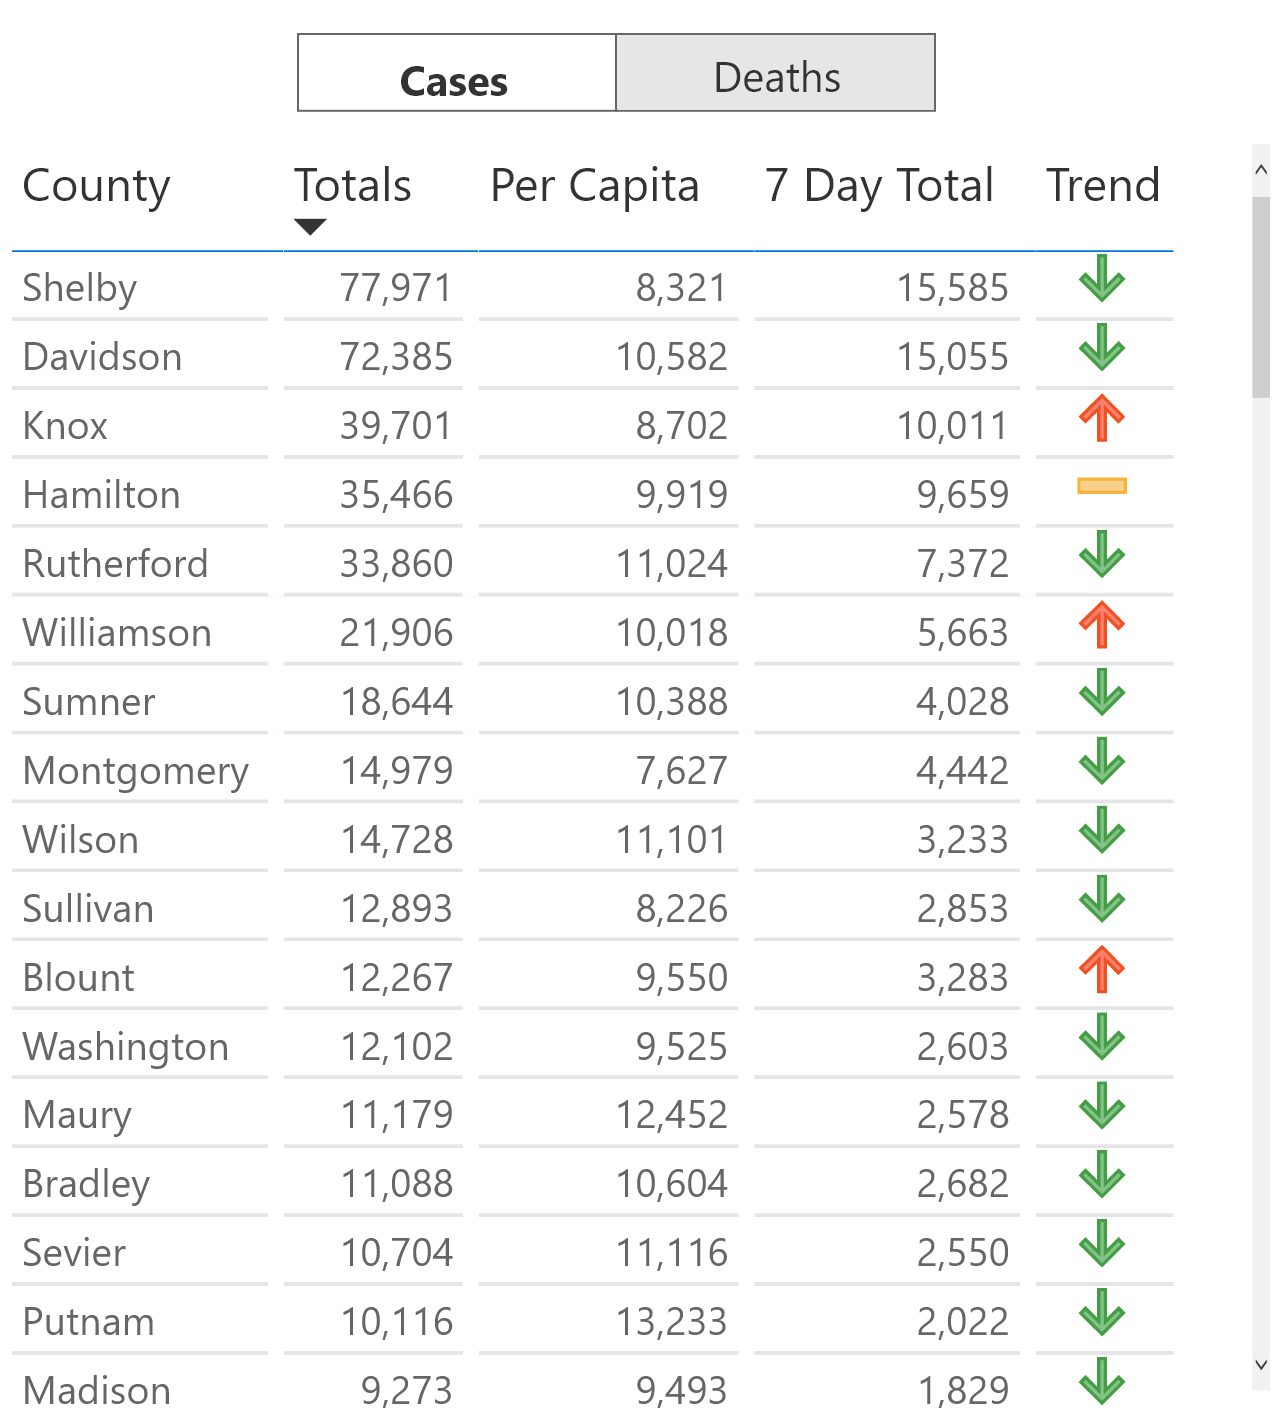 Cases Deaths
County Totals Per Capita 7 Day Total Trend
Shelby 77,971 8,321 15,585
Davidson 72,385 10,582 15,055
Knox 39,701 8,702 10,011
Hamilton 35,466 9,919 9,659
Rutherford 33,860 11,024 7,372
Williamson 21,906 10,018 5,663
Sumner 18,644 10,388 4,028
Montgomery 14,979 7,627 4,442
Wilson 14,728 11,101 3,233
Sullivan 12,893 8,226 2,853
Blount 12,267 9,550 3,283
Washington 12,102 9,525 2,603
Maury 11,179 12,452 2,578
Bradley 11,088 10,604 2,682
Sevier 10,704 11,116 2,550
Putnam 10,116 13,233 2,022
Madison 9,273 9,493 1,829